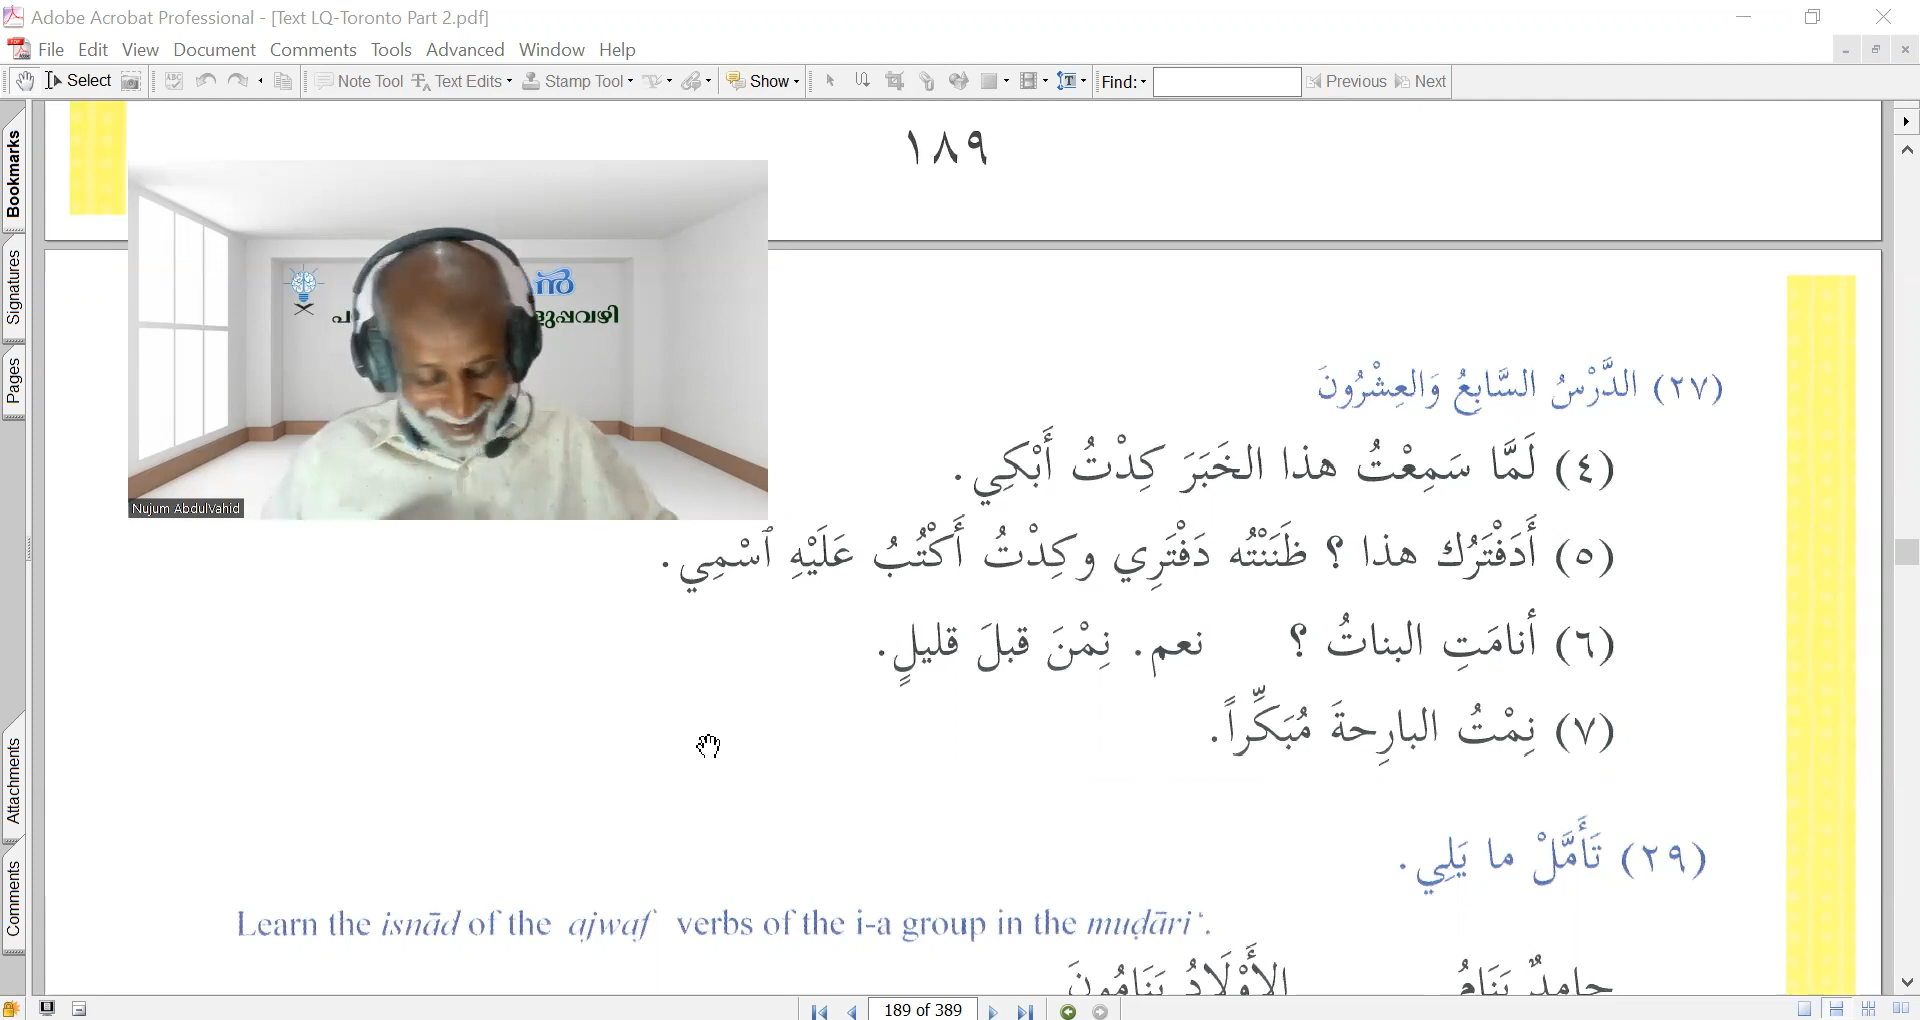 Adobe Acrobat Professional - [Text LQ-Toronto Part 2.pdf]
File Edit View Document Comments Tools Advanced Window Help
Select Note Tool Text Edits Stamp Tool Show Find: Previous Next
Bookmarks
Signatures
Pages
Attachments
Comments
١٨٩
Nujum AbdulVahid
(٢٧) الدَّرْسُ السَّابِعُ وَالعِشْرُونَ
(٤) لَمَّا سَمِعْتُ هذا الخَبَرَ كِدْتُ أَبْكِي.
(٥) أَدَفْتَرُك هذا ؟ ظَنَنْتُه دَفْتَرِي وكِدْتُ أَكْتُبُ عَلَيْهِ ٱسْمِي.
(٦) أنامَتِ البناتُ ؟ نعم. نِمْنَ قبلَ قليلٍ.
(٧) نِمْتُ البارِحةَ مُبَكِّراً.
(٢٩) تَأَمَّلْ ما يَلِي.
Learn the isnād of the ajwaf verbs of the i-a group in the muḍāri‘.
حامِدٌ يَنَامُ الأَوْلَادُ يَنَامُونَ
189 of 389